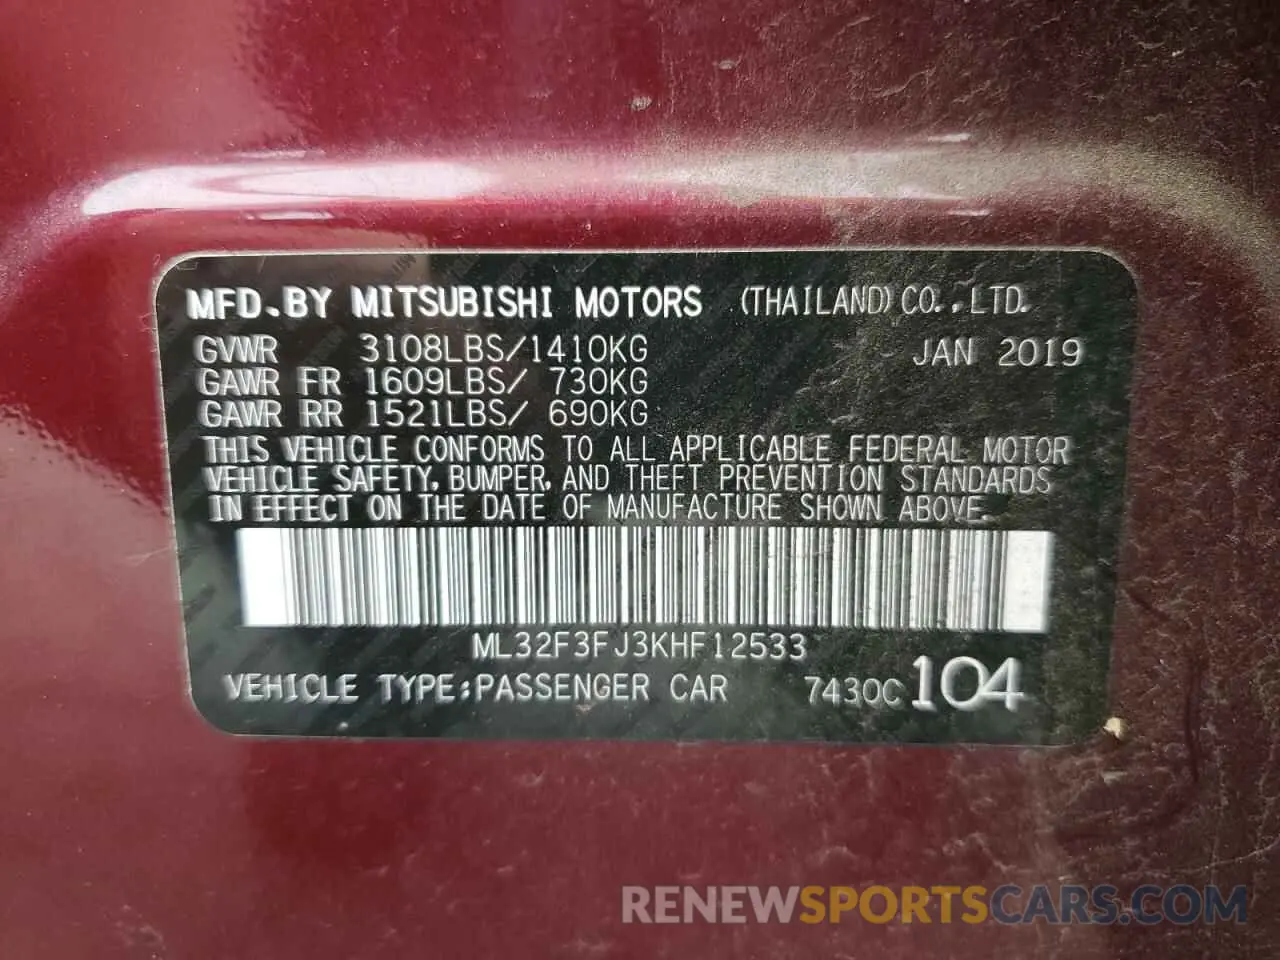 MFD.BY MITSUBISHI MOTORS (THAILAND) CO.,LTD.
GVWR 3108LBS/1410KG JAN 2019
GAWR FR 1609LBS/ 730KG
GAWR RR 1521LBS/ 690KG
THIS VEHICLE CONFORMS TO ALL APPLICABLE FEDERAL MOTOR
VEHICLE SAFETY, BUMPER, AND THEFT PREVENTION STANDARDS
IN EFFECT ON THE DATE OF MANUFACTURE SHOWN ABOVE.
ML32F3FJ3KHF12533
VEHICLE TYPE:PASSENGER CAR 7430C 104
RENEWSPORTSCARS.COM